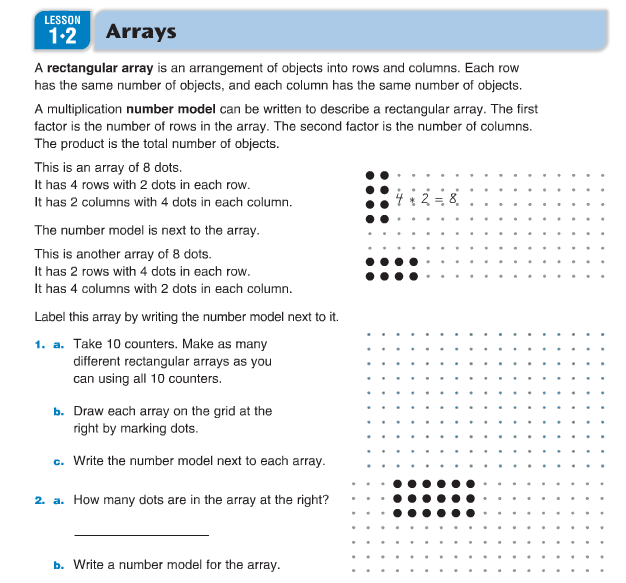 LESSON
1·2
Arrays
A rectangular array is an arrangement of objects into rows and columns. Each row
has the same number of objects, and each column has the same number of objects.
A multiplication number model can be written to describe a rectangular array. The first
factor is the number of rows in the array. The second factor is the number of columns.
The product is the total number of objects.
This is an array of 8 dots.
It has 4 rows with 2 dots in each row.
It has 2 columns with 4 dots in each column.
4 * 2 = 8
The number model is next to the array.
This is another array of 8 dots.
It has 2 rows with 4 dots in each row.
It has 4 columns with 2 dots in each column.
Label this array by writing the number model next to it.
1. a. Take 10 counters. Make as many
different rectangular arrays as you
can using all 10 counters.
b. Draw each array on the grid at the
right by marking dots.
c. Write the number model next to each array.
2. a. How many dots are in the array at the right?
b. Write a number model for the array.